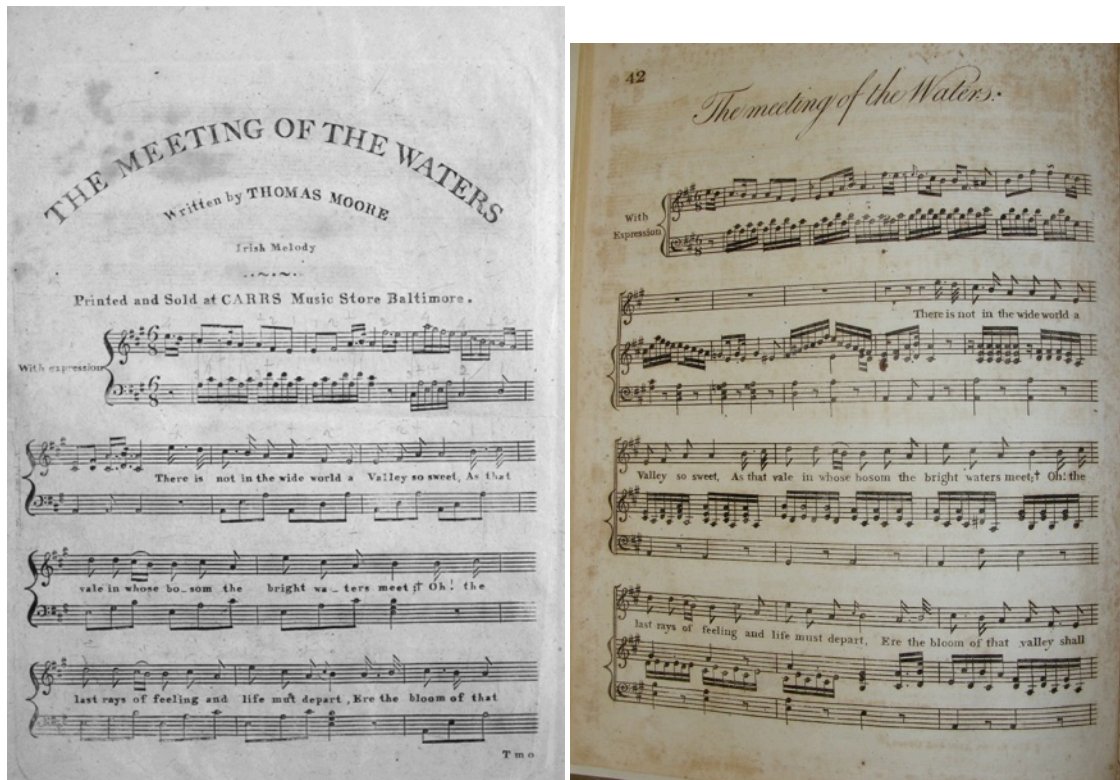 THE MEETING OF THE WATERS
Written by THOMAS MOORE
Irish Melody
Printed and Sold at CARRS Music Store Baltimore.
With expression
There is not in the wide world a Valley so sweet, As that
vale in whose bo_som the bright wa_ters meet;† Oh! the
last rays of feeling and life must depart, Ere the bloom of that
Tmo
42
The meeting of the Waters.
With
Expression
There is not in the wide world a
Valley so sweet, As that vale in whose bosom the bright waters meet;† Oh! the
last rays of feeling and life must depart, Ere the bloom of that valley shall